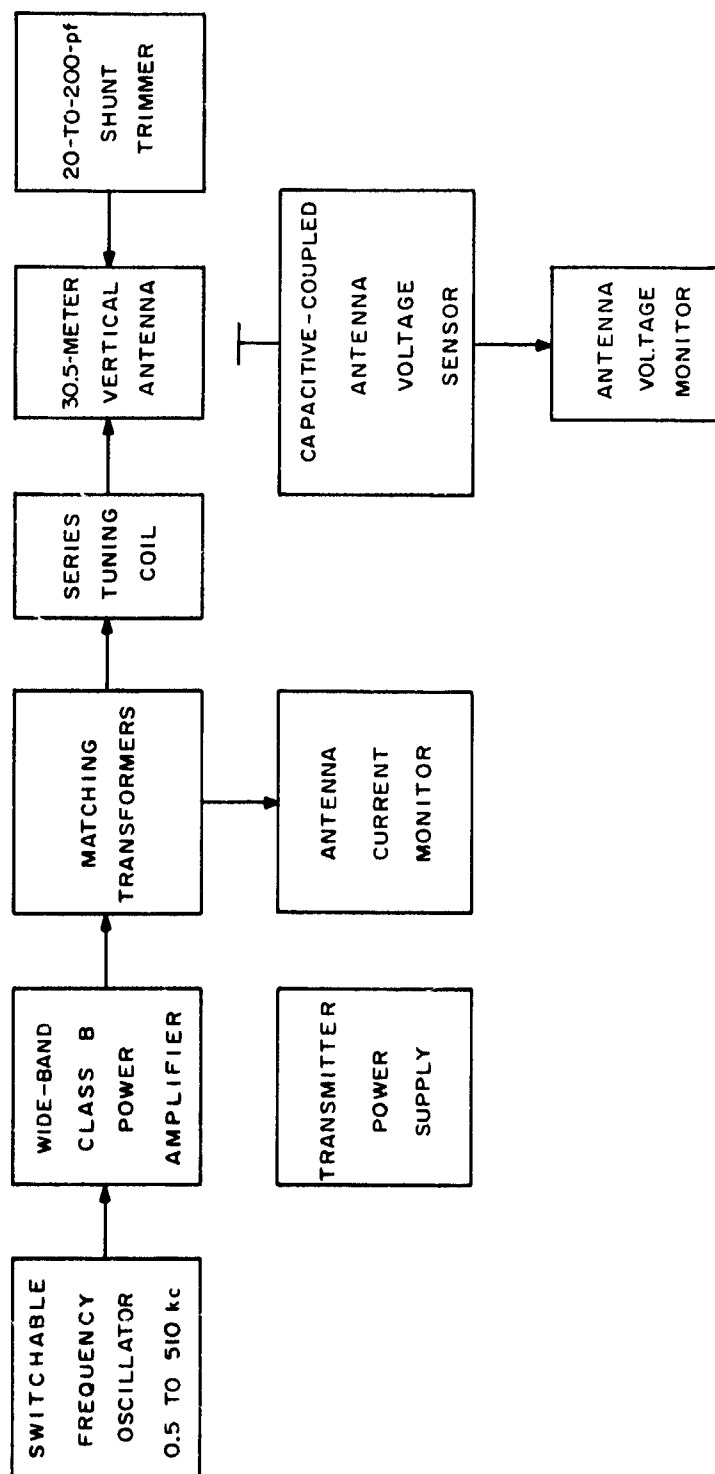 SWITCHABLE
FREQUENCY
OSCILLATOR
0.5 TO 510 kc
WIDE-BAND
CLASS B
POWER
AMPLIFIER
MATCHING
TRANSFORMERS
SERIES
TUNING
COIL
30.5-METER
VERTICAL
ANTENNA
20-TO-200-pf
SHUNT
TRIMMER
TRANSMITTER
POWER
SUPPLY
ANTENNA
CURRENT
MONITOR
CAPACITIVE-COUPLED
ANTENNA
VOLTAGE
SENSOR
ANTENNA
VOLTAGE
MONITOR